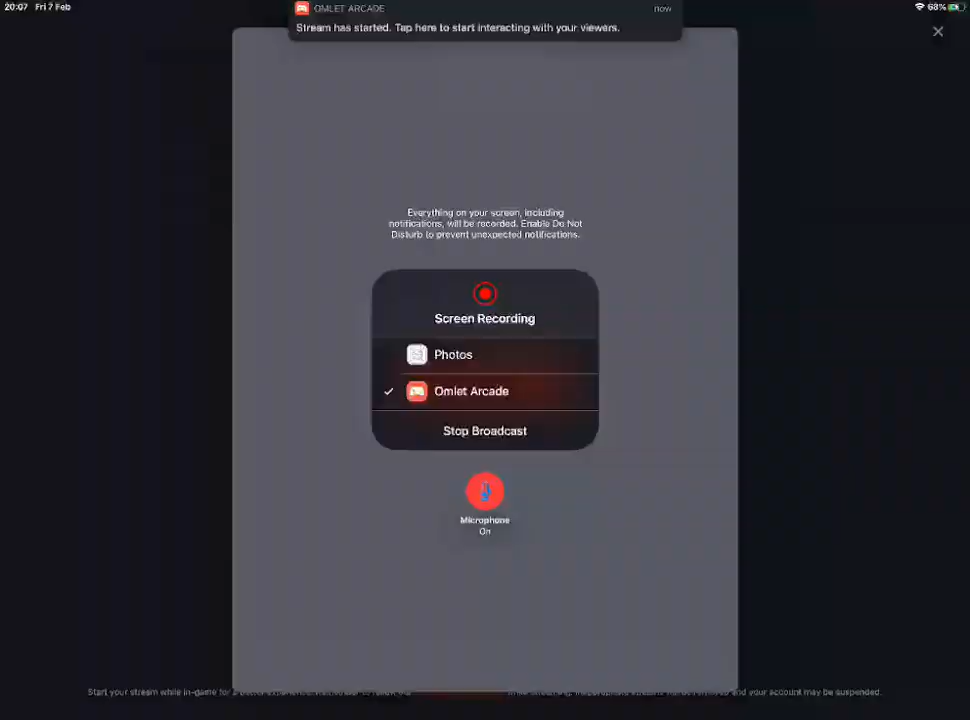 20:07 Fri 7 Feb
68%
OMLET ARCADE
now
Stream has started. Tap here to start interacting with your viewers.
Everything on your screen, including
notifications, will be recorded. Enable Do Not
Disturb to prevent unexpected notifications.
Screen Recording
Photos
Omlet Arcade
Stop Broadcast
Microphone
On
Start your stream while in-game for a better experience. and your account may be suspended.